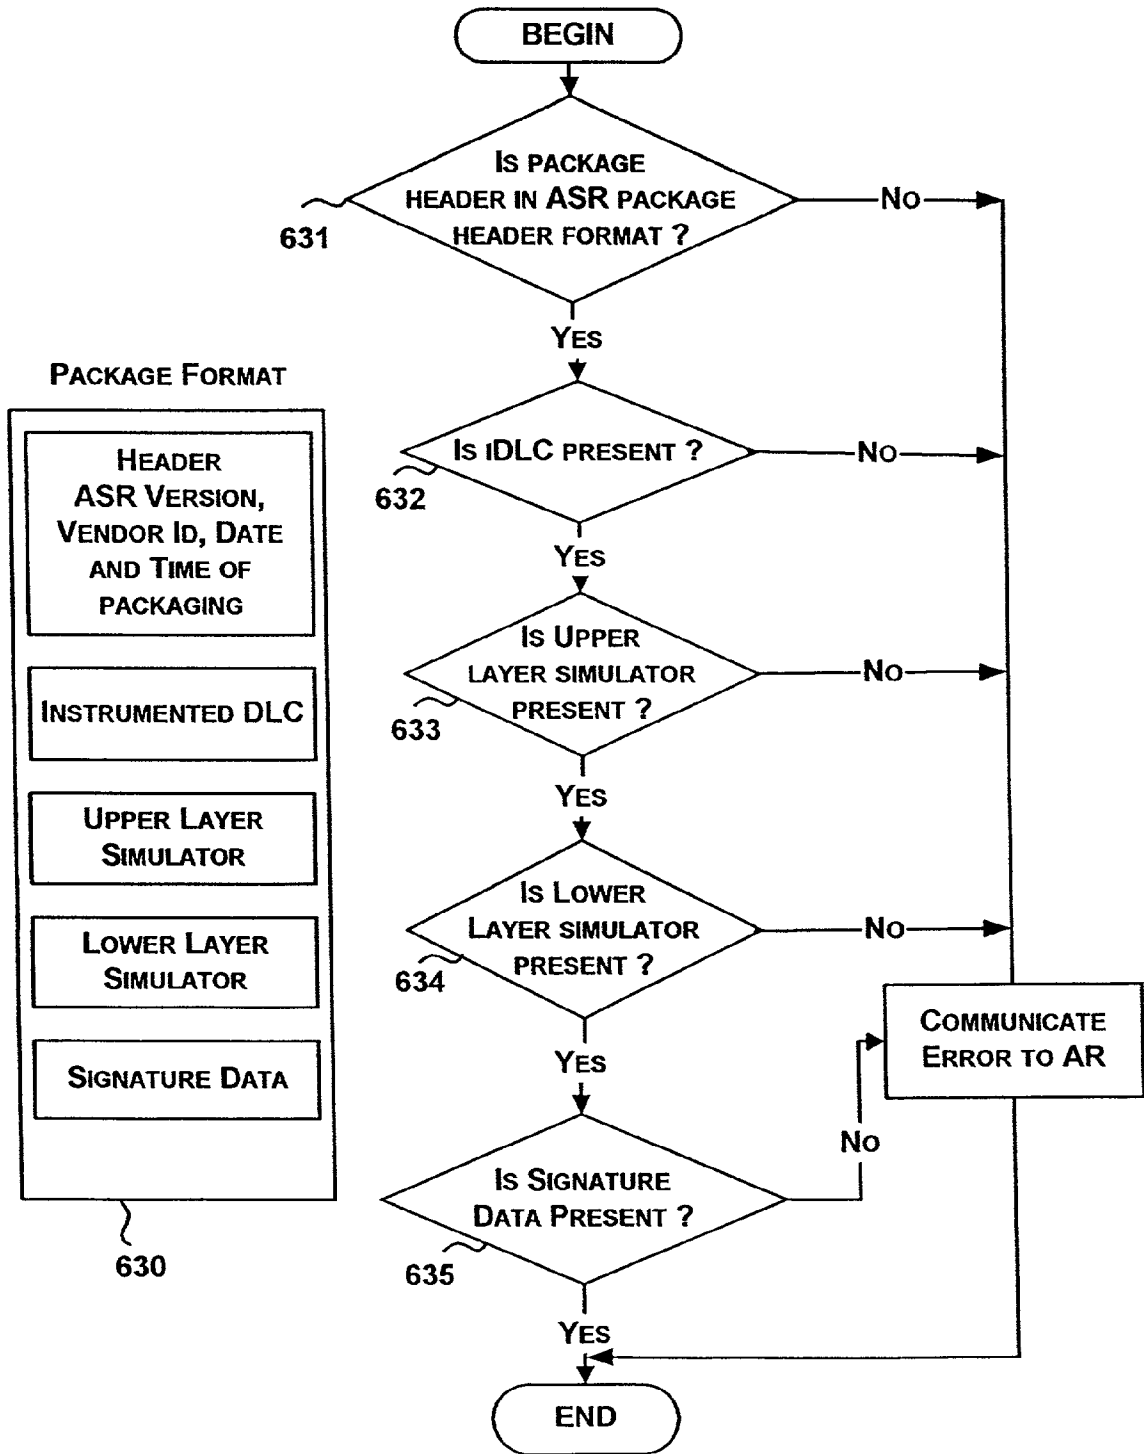 BEGIN
IS PACKAGE
HEADER IN ASR PACKAGE
HEADER FORMAT ?
NO
631
YES
IS IDLC PRESENT ?
NO
632
YES
IS UPPER
LAYER SIMULATOR
PRESENT ?
NO
633
YES
IS LOWER
LAYER SIMULATOR
PRESENT ?
NO
634
YES
COMMUNICATE
ERROR TO AR
NO
IS SIGNATURE
DATA PRESENT ?
635
YES
END
PACKAGE FORMAT
HEADER
ASR VERSION,
VENDOR ID, DATE
AND TIME OF
PACKAGING
INSTRUMENTED DLC
UPPER LAYER
SIMULATOR
LOWER LAYER
SIMULATOR
SIGNATURE DATA
630